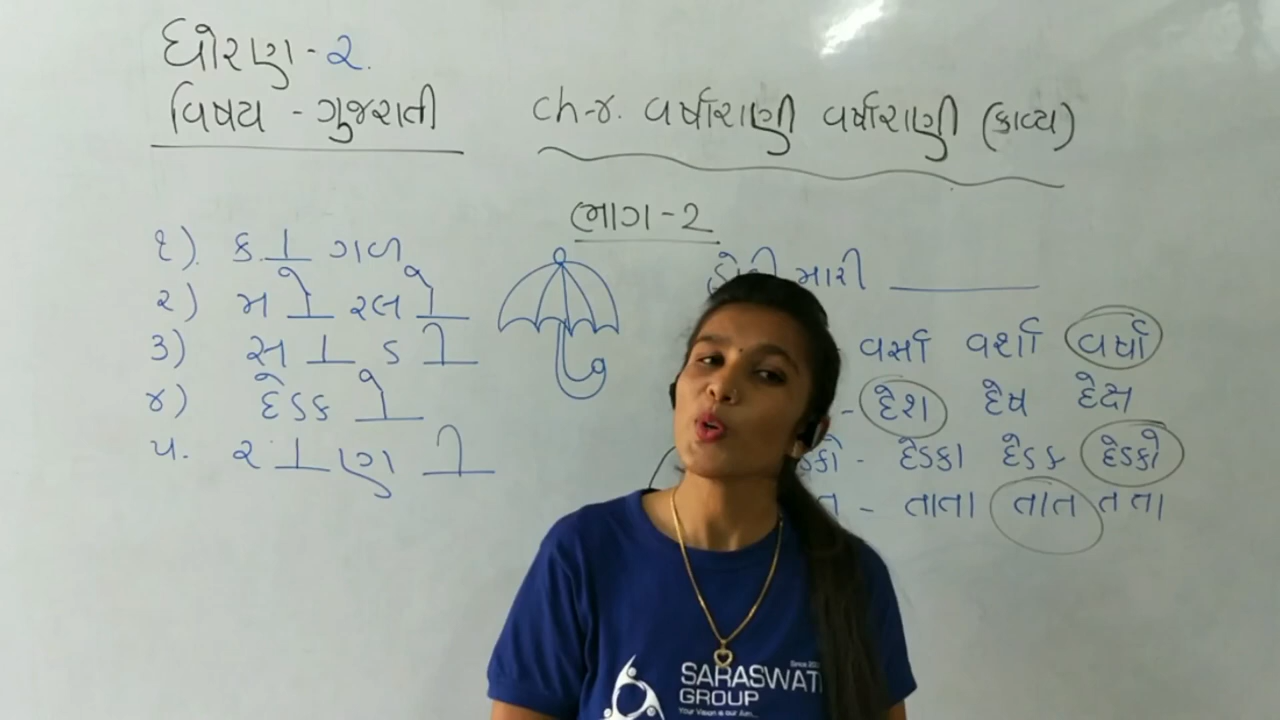 ધોરણ - ૨.
વિષય - ગુજરાતી
ch-૪. વર્ષારાણી વર્ષારાણી (કાવ્ય)
ભાગ - ૨
૧). કાગળ
૨) મોરલો
૩) સાડી
૪) દેડકો
૫. રાણી
મારી ________
વર્સા વર્શા વર્ષા
- દેશ દેષ દેક્ષ
- દેડકા દેડક દેડકો
- તાતા તાત તતા
SARASWATI
GROUP